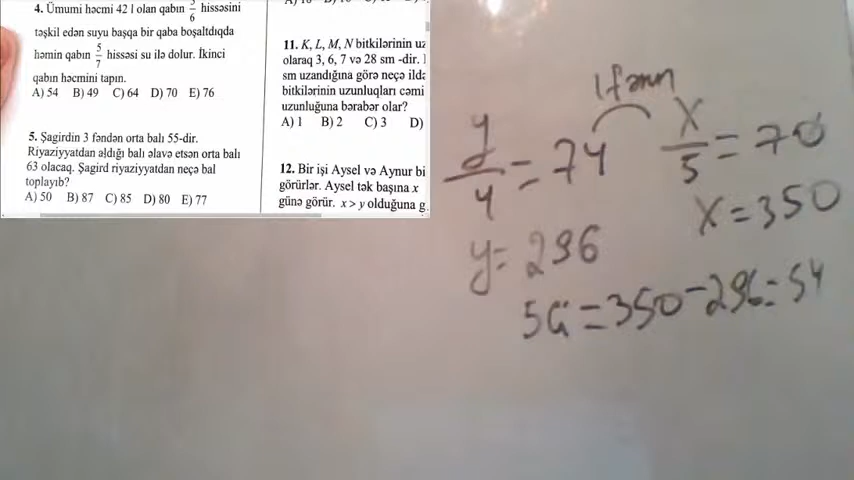 4. Ümumi həcmi 42 l olan qabın 5/6 hissəsini
təşkil edən suyu başqa bir qaba boşaltdıqda
həmin qabın 5/7 hissəsi su ilə dolur. İkinci
qabın həcmini tapın.
A) 54 B) 49 C) 64 D) 70 E) 76
5. Şagirdin 3 fəndən orta balı 55-dir.
Riyaziyyatdan aldığı balı əlavə etsən orta balı
63 olacaq. Şagird riyaziyyatdan neçə bal
toplayıb?
A) 50 B) 87 C) 85 D) 80 E) 77
11. K, L, M, N bitkilərinin uz
olaraq 3, 6, 7 və 28 sm -dir.
sm uzandığına görə neçə ildə
bitkilərinin uzunluqları cəmi
uzunluğuna bərabər olar?
A) 1 B) 2 C) 3 D)
12. Bir işi Aysel və Aynur bi
görürlər. Aysel tək başına x
günə görür. x > y olduğuna g
1 fənn
y/4 = 74 x/5 = 70
y = 296 x = 350
5ci = 350 - 296 = 54